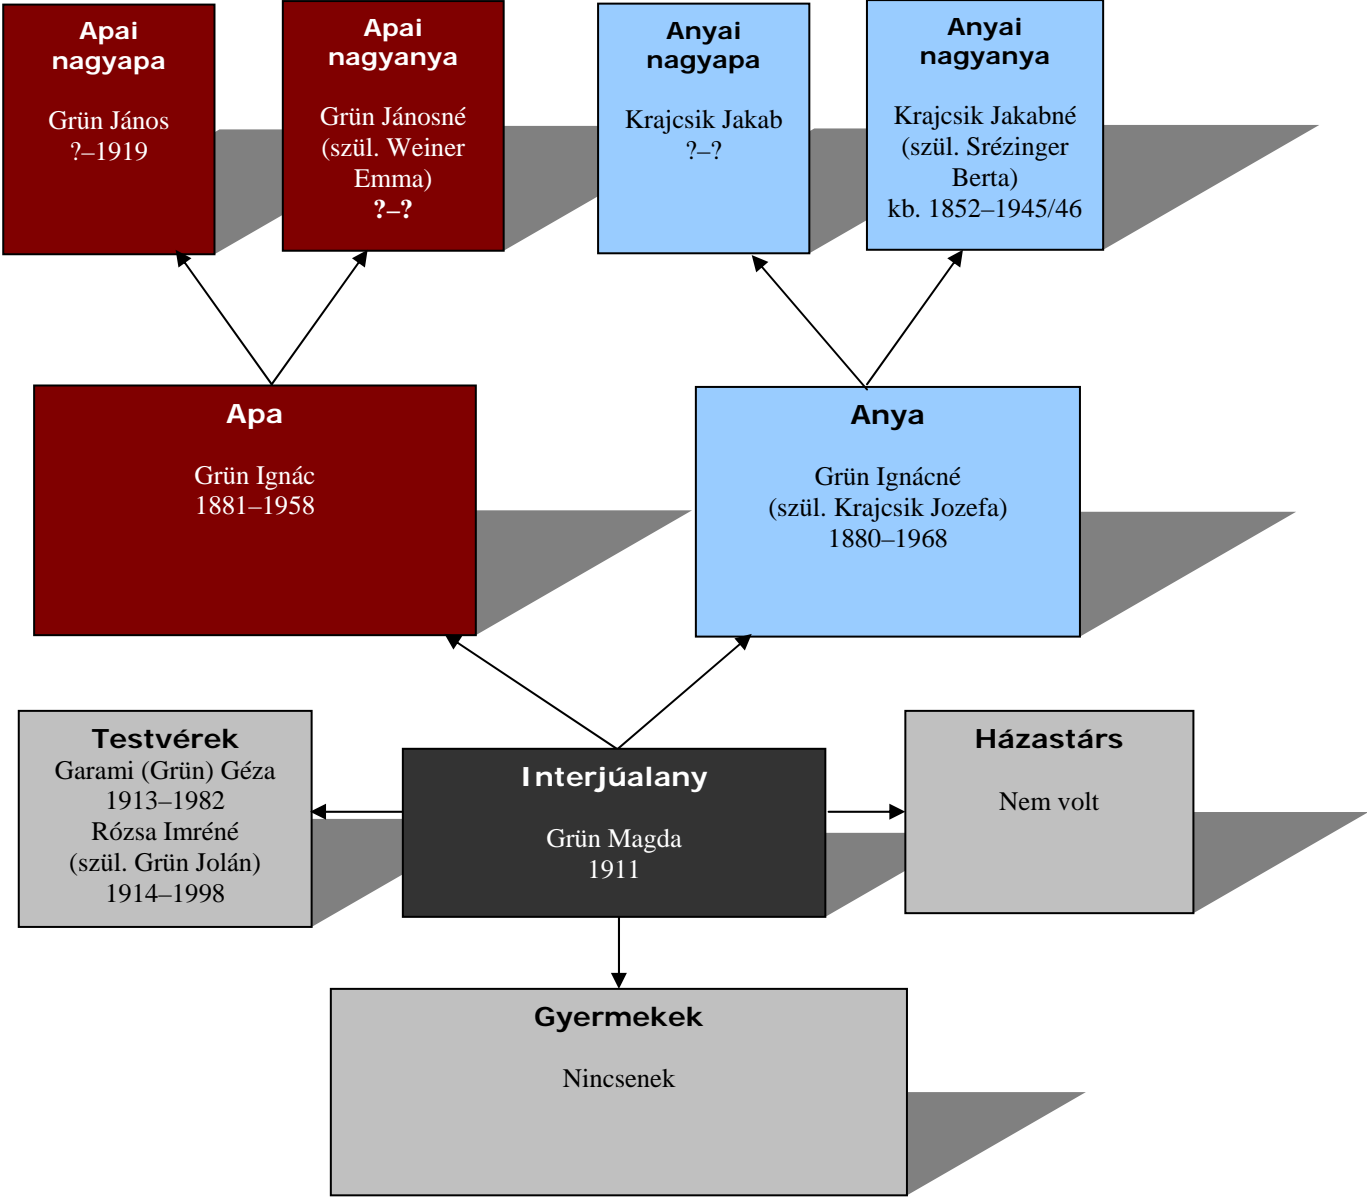 Apai
nagyapa
Grün János
?–1919
Apai
nagyanya
Grün Jánosné
(szül. Weiner
Emma)
?–?
Anyai
nagyapa
Krajcsik Jakab
?–?
Anyai
nagyanya
Krajcsik Jakabné
(szül. Srézinger
Berta)
kb. 1852–1945/46
Apa
Grün Ignác
1881–1958
Anya
Grün Ignácné
(szül. Krajcsik Jozefa)
1880–1968
Testvérek
Garami (Grün) Géza
1913–1982
Rózsa Imréné
(szül. Grün Jolán)
1914–1998
Interjúalany
Grün Magda
1911
Házastárs
Nem volt
Gyermekek
Nincsenek